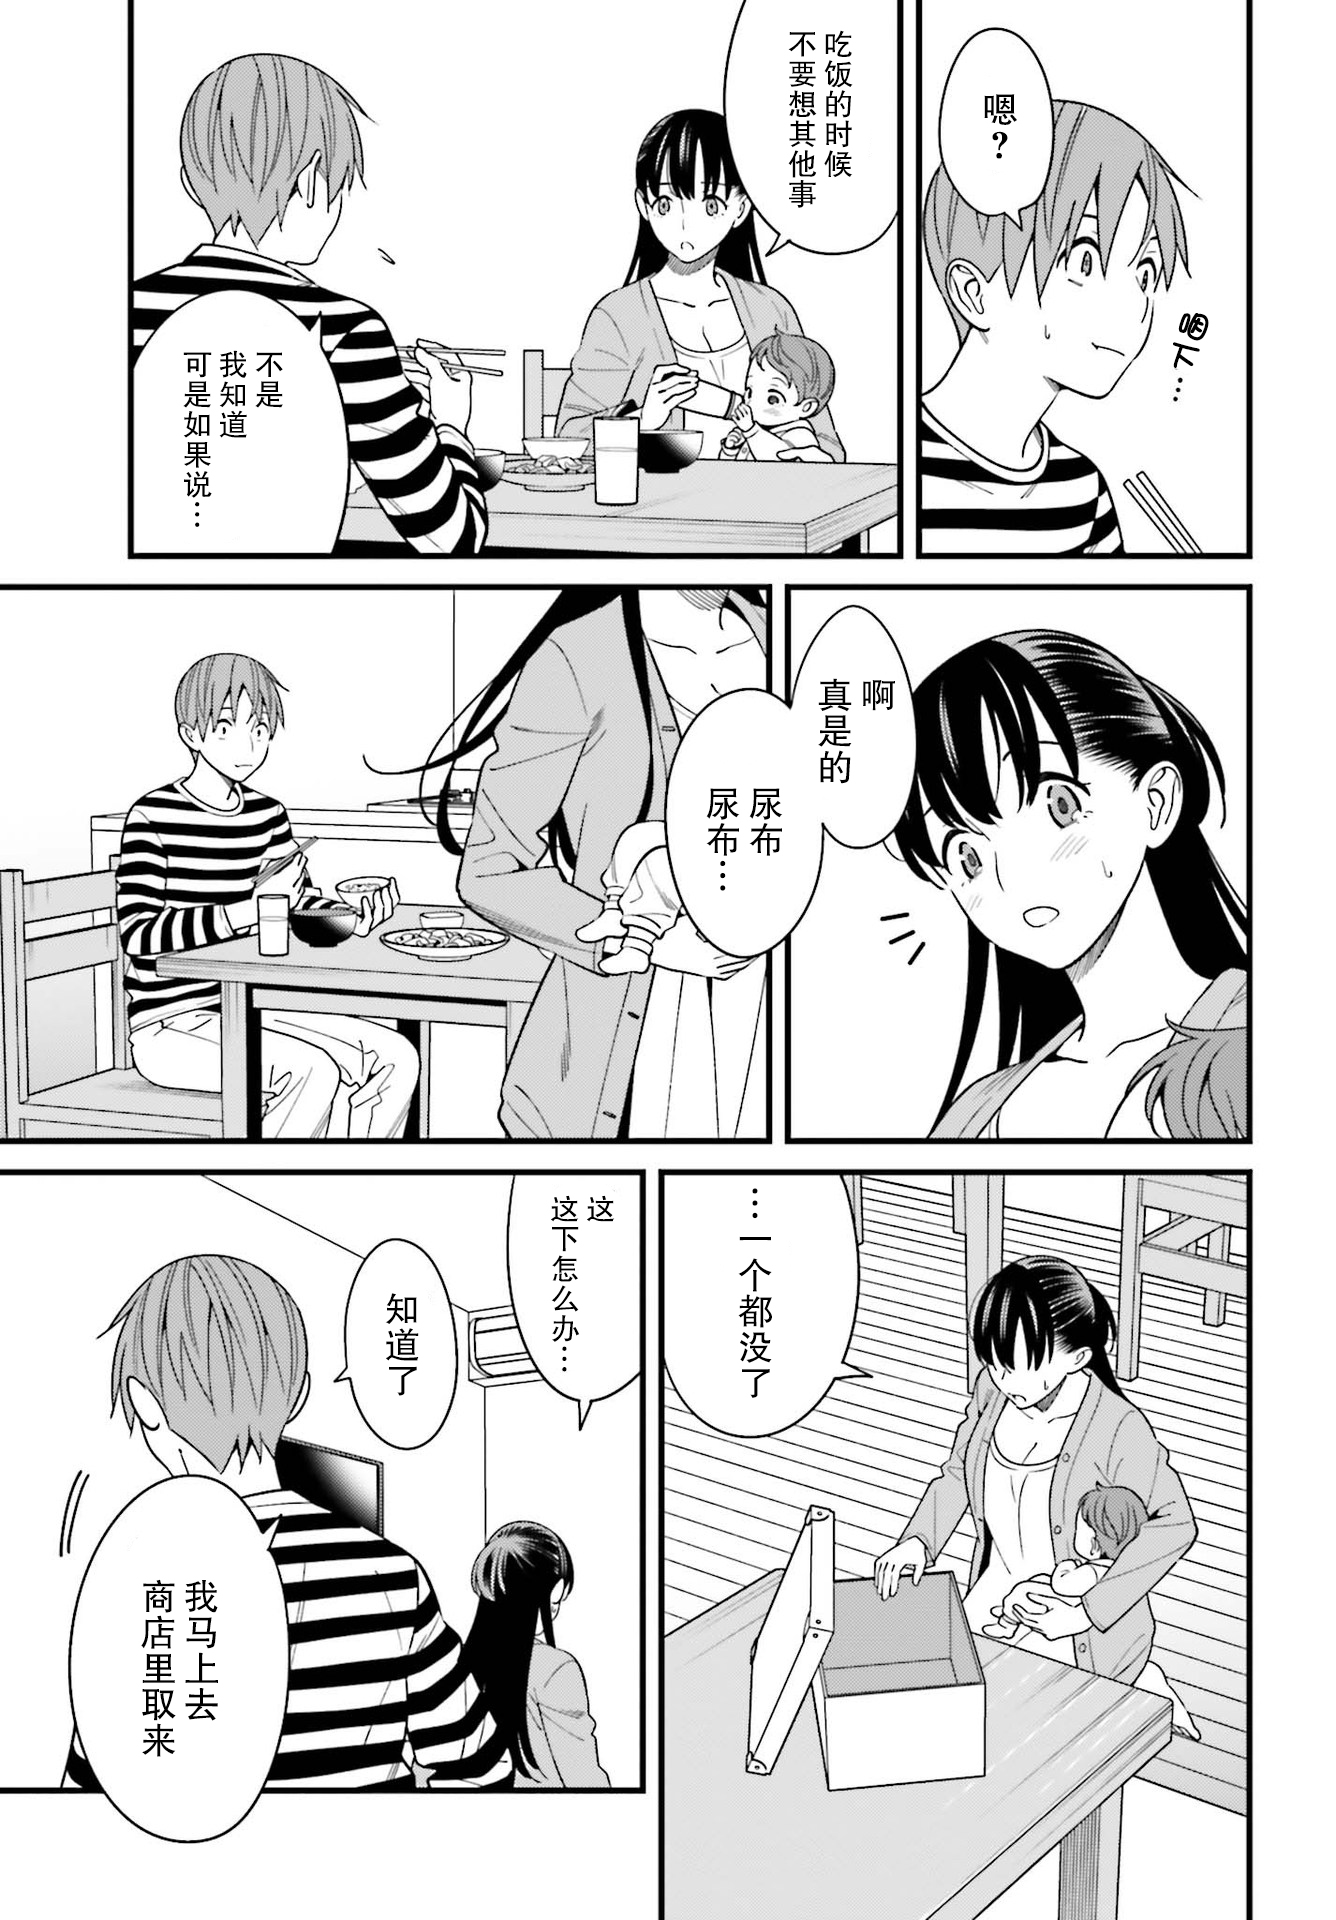 嗯?
咽下…
吃饭的时候
不要想其他事
不是
我知道
可是如果说…
啊
真是的
尿布
尿布…
…一个都没了
这
这下怎么办…
知道了
我马上去
商店里取来